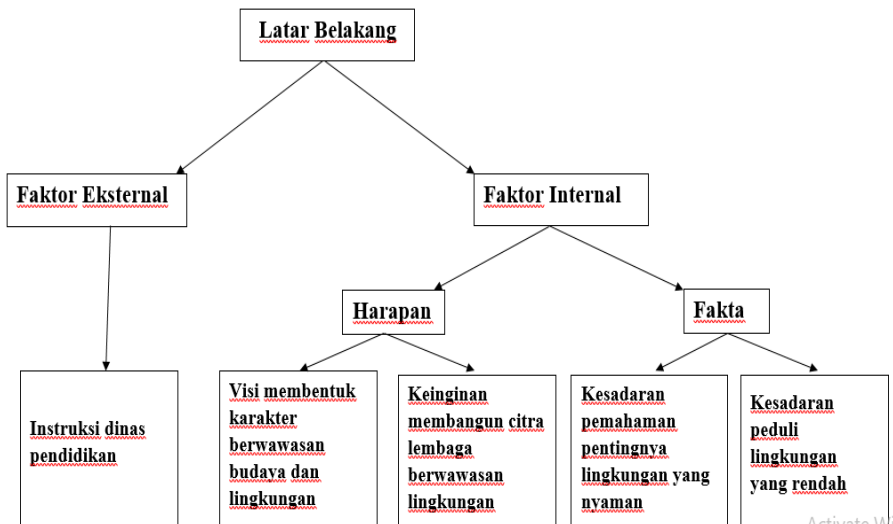 Latar Belakang
Faktor Eksternal
Faktor Internal
Harapan
Fakta
Instruksi dinas
pendidikan
Visi membentuk
karakter
berwawasan
budaya dan
lingkungan
Keinginan
membangun citra
lembaga
berwawasan
lingkungan
Kesadaran
pemahaman
pentingnya
lingkungan yang
nyaman
Kesadaran
peduli
lingkungan
yang rendah